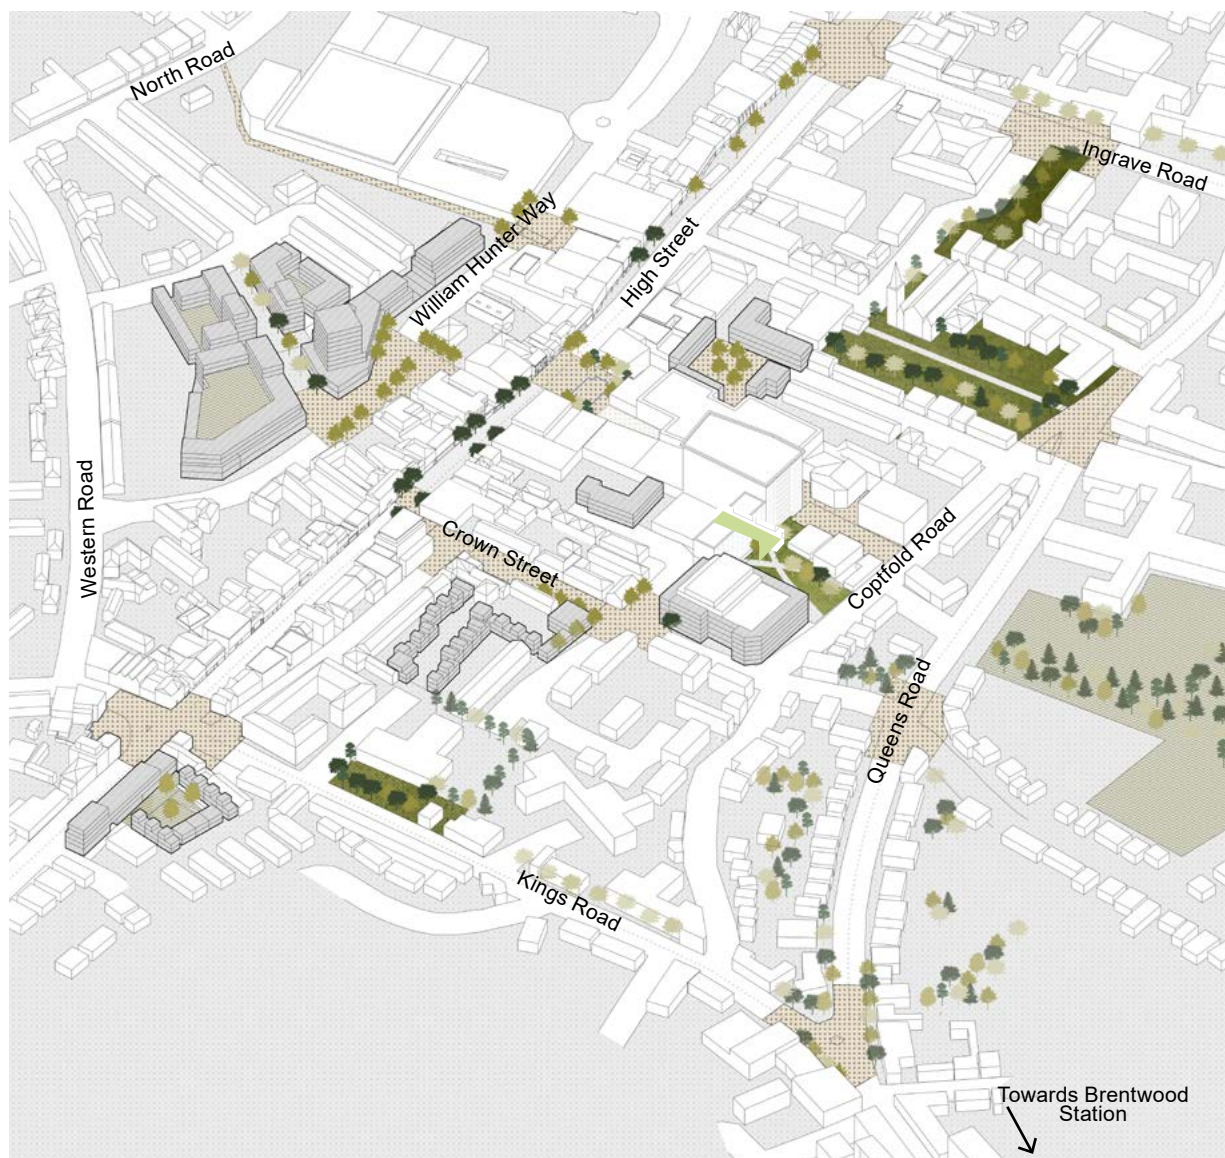 North Road
Ingrave Road
William Hunter Way
High Street
Western Road
Crown Street
Coptfold Road
Queens Road
Kings Road
Towards Brentwood
Station